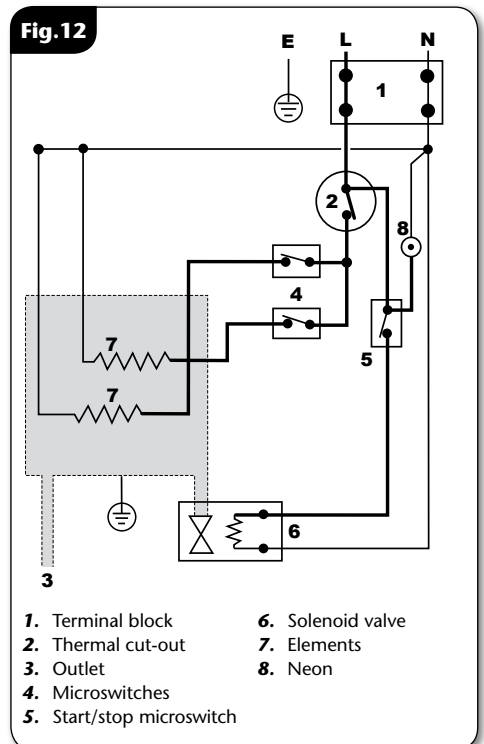 Fig.12
E L N
1
2
8
4
7
5
7
6
3
1. Terminal block
2. Thermal cut-out
3. Outlet
4. Microswitches
5. Start/stop microswitch
6. Solenoid valve
7. Elements
8. Neon